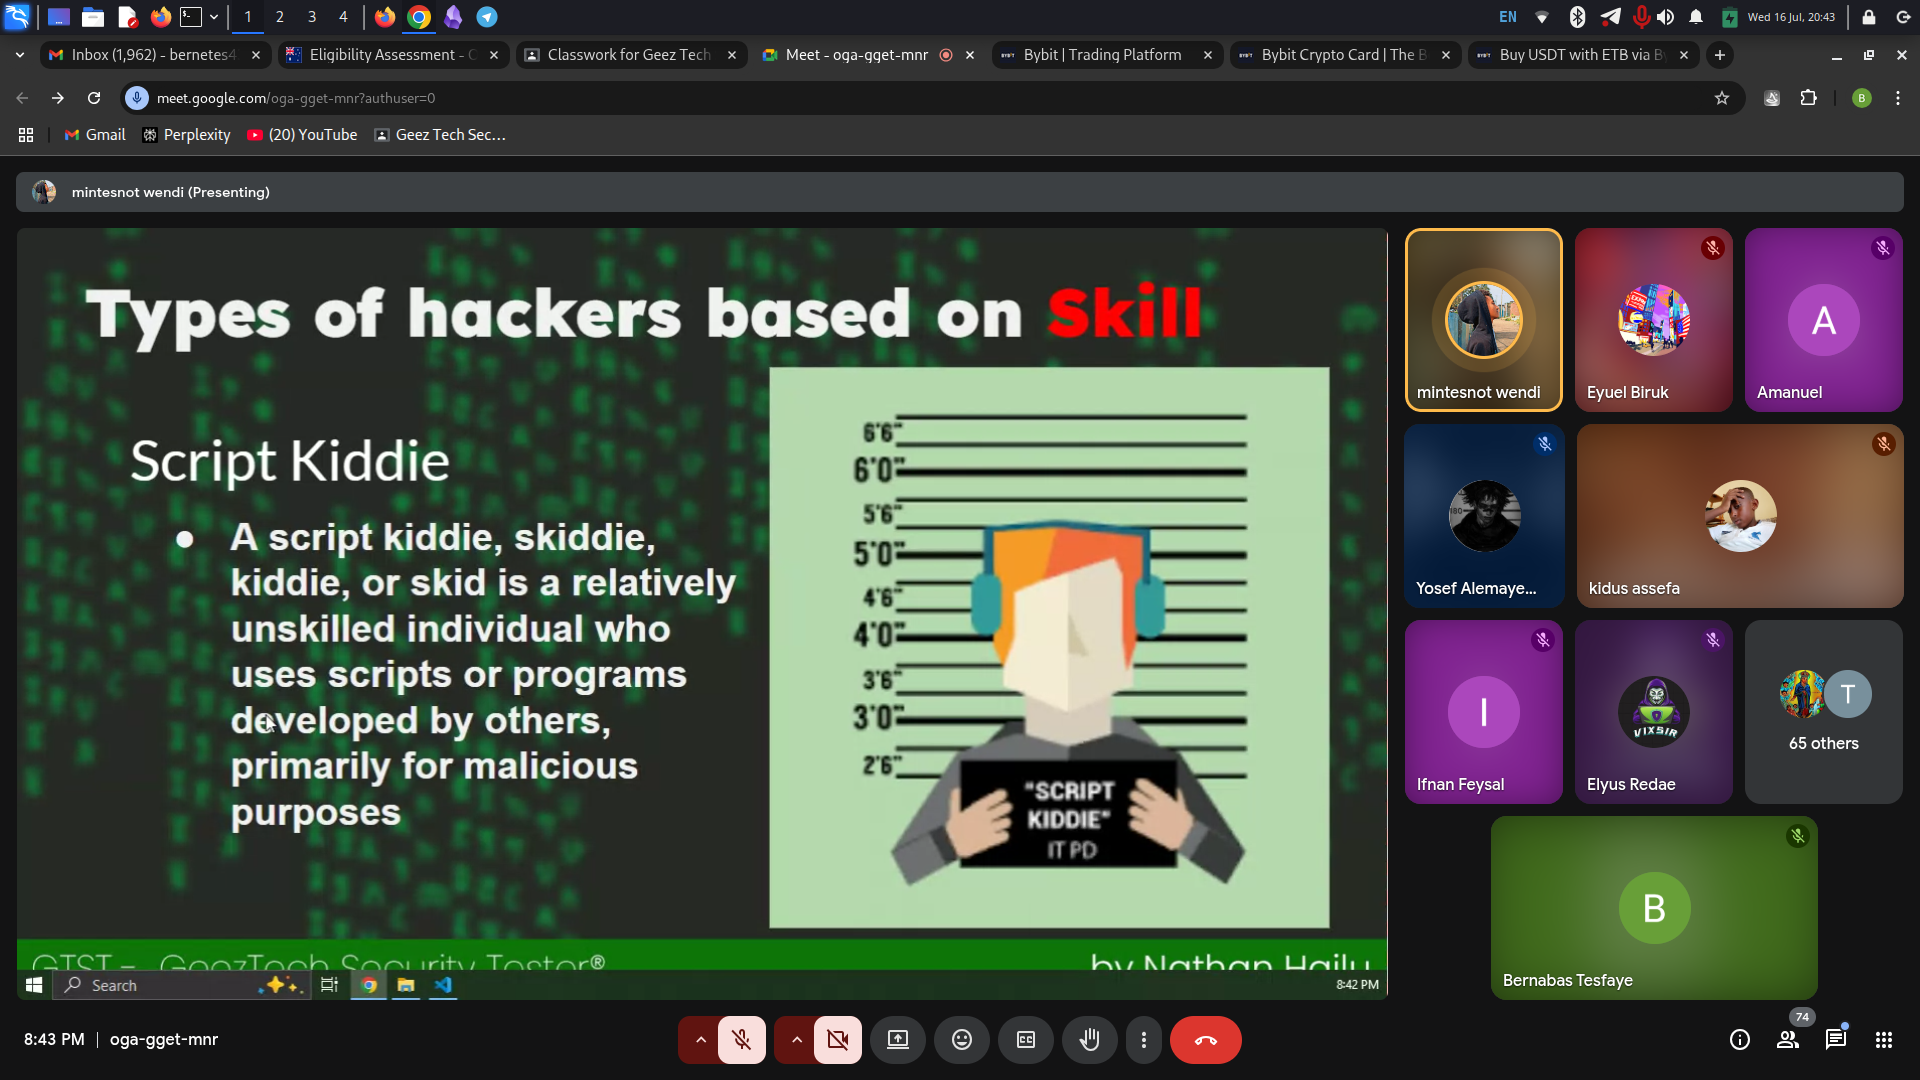 1
2
3
4
EN
Wed 16 Jul, 20:43
Inbox (1,962) - bernetes4
Eligibility Assessment - C
Classwork for Geez Tech
Meet - oga-gget-mnr
Bybit | Trading Platform
Bybit Crypto Card | The B
Buy USDT with ETB via B
meet.google.com/oga-gget-mnr?authuser=0
B
Gmail
Perplexity
(20) YouTube
Geez Tech Sec...
mintesnot wendi (Presenting)
Types of hackers based on Skill
Script Kiddie
● A script kiddie, skiddie,
kiddie, or skid is a relatively
unskilled individual who
uses scripts or programs
developed by others,
primarily for malicious
purposes
6'6"
6'0"
5'6"
5'0"
4'6"
4'0"
3'6"
3'0"
2'6"
"SCRIPT
KIDDIE"
IT PD
GTST - GeezTech Security Tester®
by Nathan Hailu
Search
8:42 PM
mintesnot wendi
Eyuel Biruk
A
Amanuel
Yosef Alemaye...
kidus assefa
I
Ifnan Feysal
VIXSIR
Elyus Redae
T
65 others
B
Bernabas Tesfaye
8:43 PM | oga-gget-mnr
CC
74